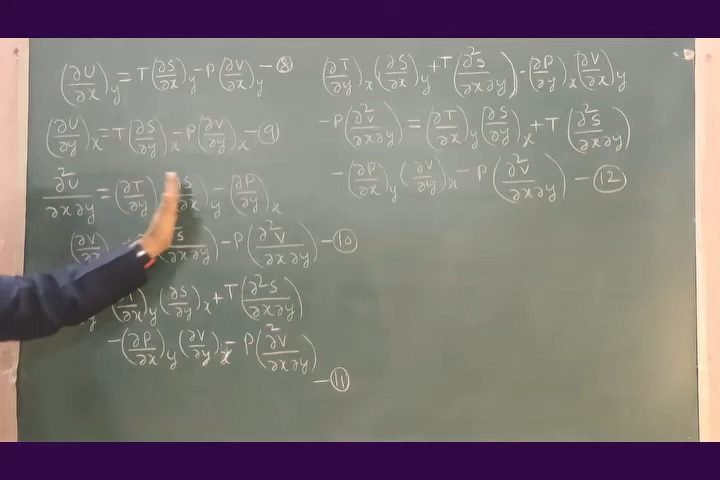 (∂U/∂x)_y = T(∂S/∂x)_y − P(∂V/∂x)_y — ⑧
(∂U/∂y)_x = T(∂S/∂y)_x − P(∂V/∂y)_x — ⑨
∂²U/∂x∂y = (∂T/∂y) (∂S/∂x)_y − (∂P/∂y)_x
(∂V/∂x) S/∂x∂y) − P(∂²V/∂x∂y) — ⑩
y /∂x)_y (∂S/∂y)_x + T(∂²S/∂x∂y)
−(∂P/∂x)_y (∂V/∂y)_x − P(∂²V/∂x∂y)
— ⑪
(∂T/∂y)_x (∂S/∂x)_y + T(∂²S/∂x∂y) − (∂P/∂y)_x (∂V/∂x)_y
−P(∂²V/∂x∂y) = (∂T/∂x)_y (∂S/∂y)_x + T(∂²S/∂x∂y)
−(∂P/∂x)_y (∂V/∂y)_x − P(∂²V/∂x∂y) — ⑫